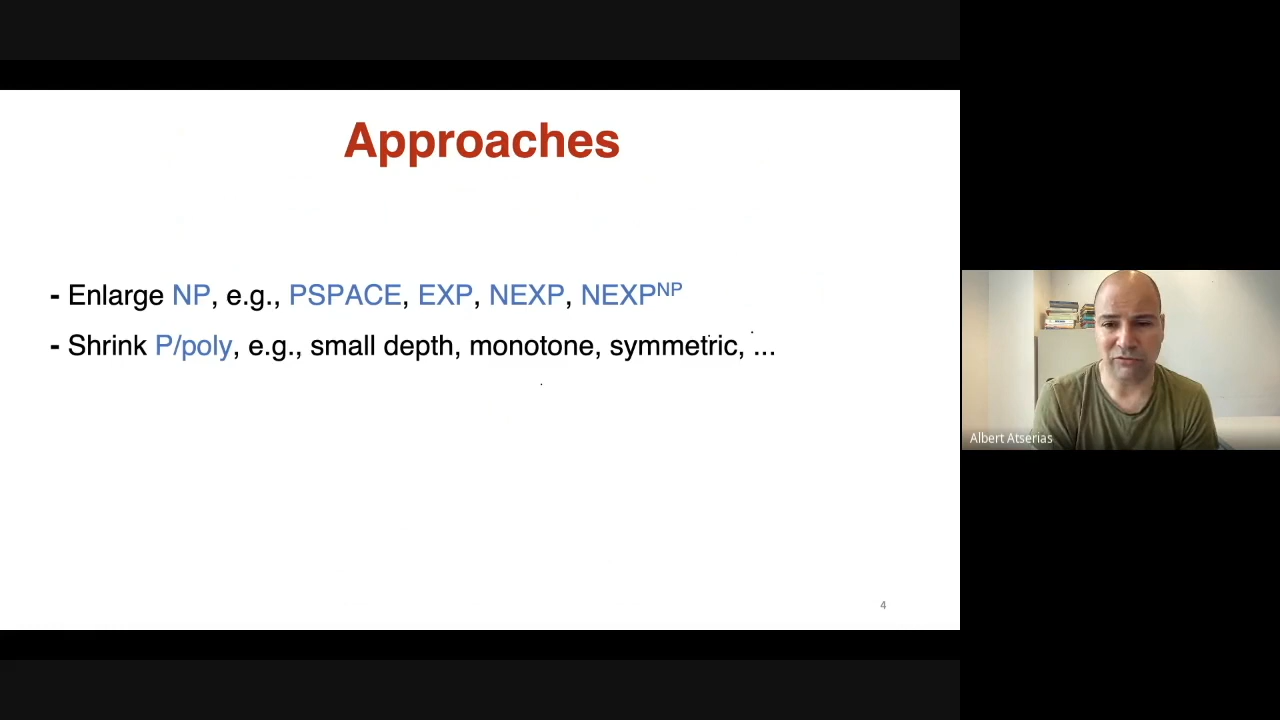 Approaches
- Enlarge NP, e.g., PSPACE, EXP, NEXP, NEXP^NP
- Shrink P/poly, e.g., small depth, monotone, symmetric, ...
4
Albert Atserias